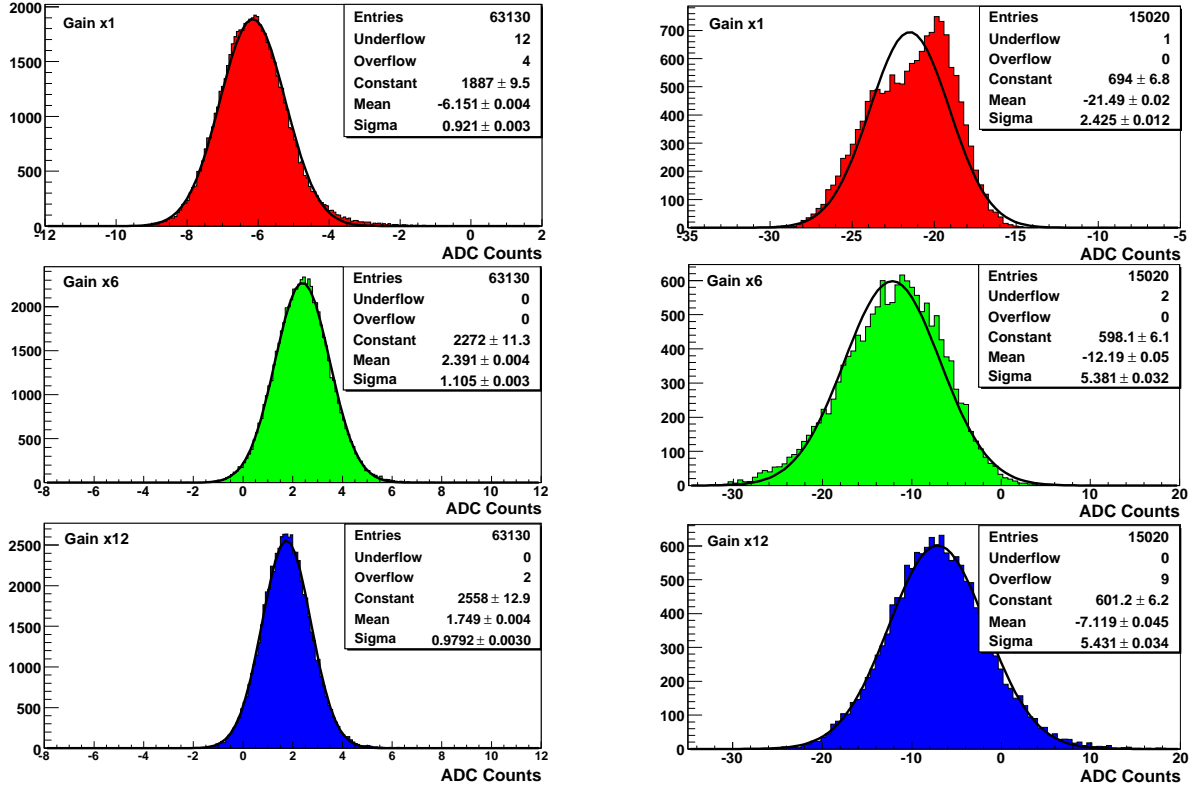 Gain x1
Entries 63130
Underflow 12
Overflow 4
Constant 1887 ± 9.5
Mean -6.151 ± 0.004
Sigma 0.921 ± 0.003
2000
1500
1000
500
0
-12 -10 -8 -6 -4 -2 0 2
ADC Counts
Gain x1
Entries 15020
Underflow 1
Overflow 0
Constant 694 ± 6.8
Mean -21.49 ± 0.02
Sigma 2.425 ± 0.012
700
600
500
400
300
200
100
0
-35 -30 -25 -20 -15 -10 -5
ADC Counts
Gain x6
Entries 63130
Underflow 0
Overflow 0
Constant 2272 ± 11.3
Mean 2.391 ± 0.004
Sigma 1.105 ± 0.003
2000
1500
1000
500
0
-8 -6 -4 -2 0 2 4 6 8 10 12
ADC Counts
Gain x6
Entries 15020
Underflow 2
Overflow 0
Constant 598.1 ± 6.1
Mean -12.19 ± 0.05
Sigma 5.381 ± 0.032
600
500
400
300
200
100
0
-30 -20 -10 0 10 20
ADC Counts
Gain x12
Entries 63130
Underflow 0
Overflow 2
Constant 2558 ± 12.9
Mean 1.749 ± 0.004
Sigma 0.9792 ± 0.0030
2500
2000
1500
1000
500
0
-8 -6 -4 -2 0 2 4 6 8 10 12
ADC Counts
Gain x12
Entries 15020
Underflow 0
Overflow 9
Constant 601.2 ± 6.2
Mean -7.119 ± 0.045
Sigma 5.431 ± 0.034
600
500
400
300
200
100
0
-30 -20 -10 0 10 20
ADC Counts